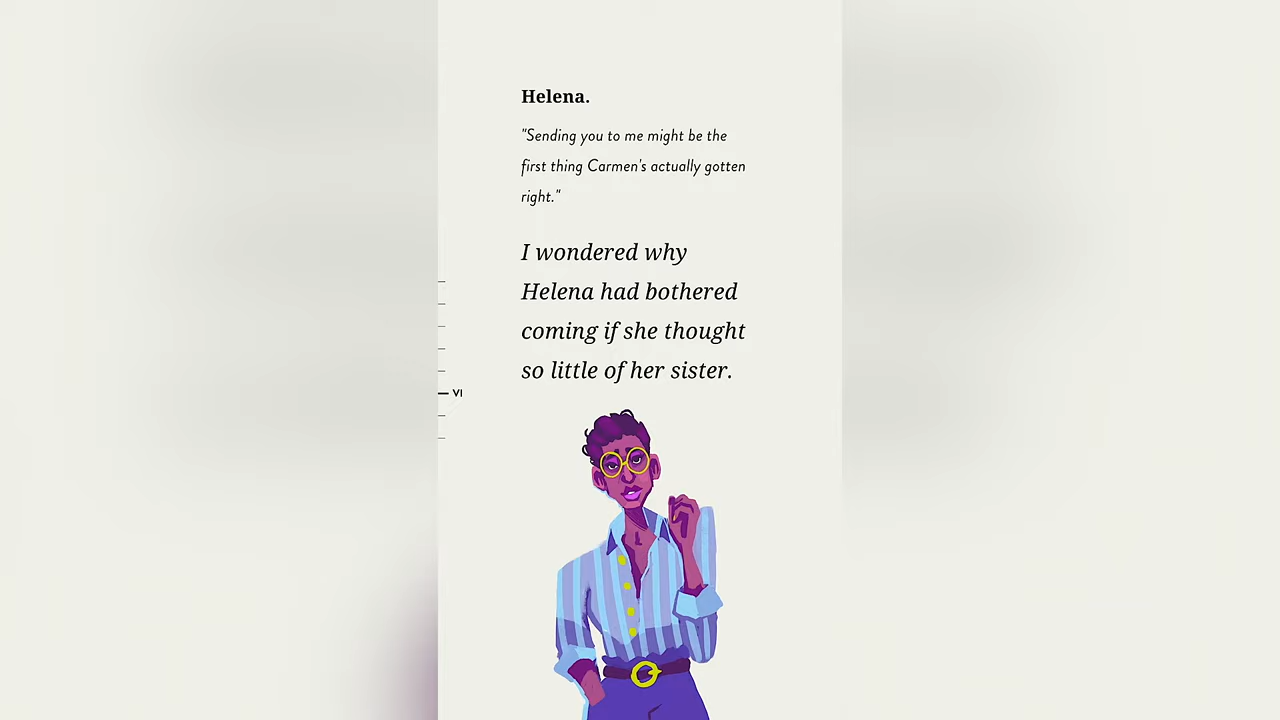 Helena.
"Sending you to me might be the
first thing Carmen's actually gotten
right."
I wondered why
Helena had bothered
coming if she thought
so little of her sister.
VI